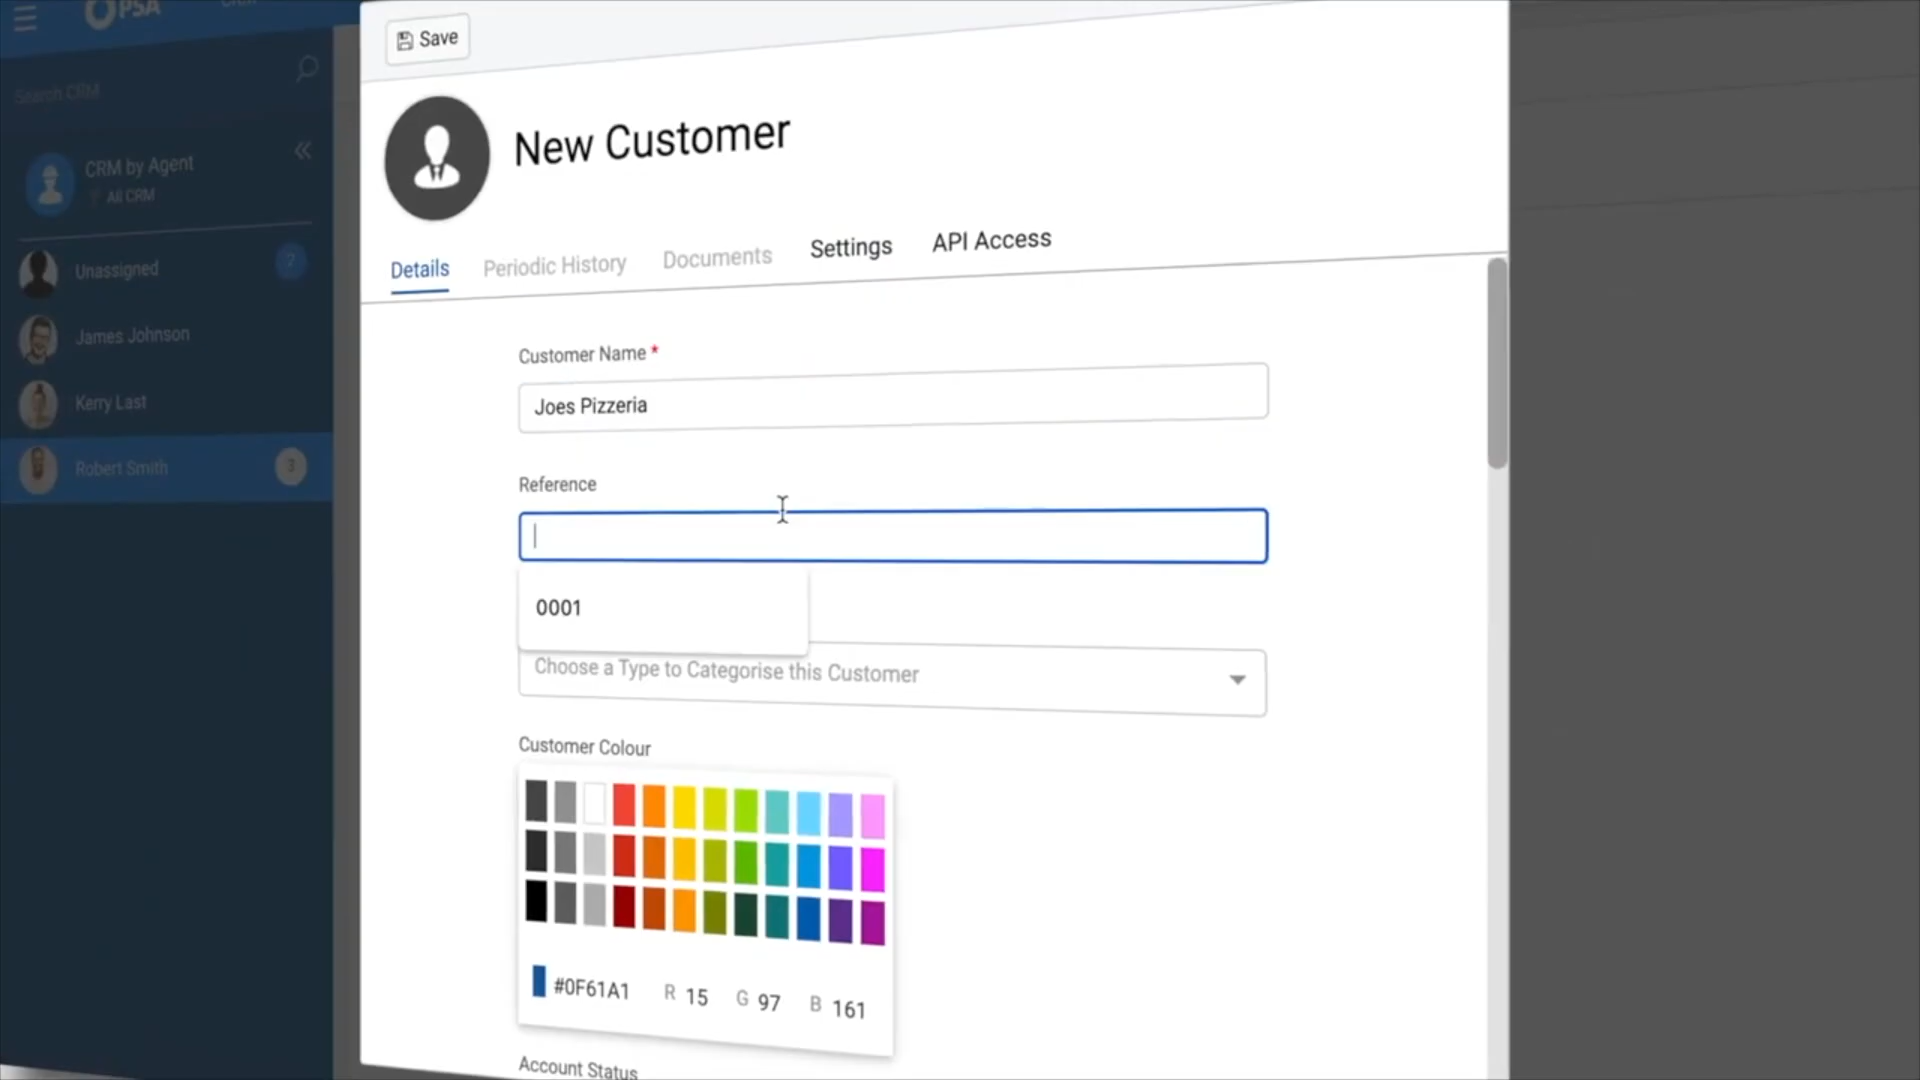 PSA
CRM
Search CRM
CRM by Agent
All CRM
Unassigned
2
James Johnson
Kerry Last
Robert Smith
3
Save
New Customer
Details
Periodic History
Documents
Settings
API Access
Customer Name *
Joes Pizzeria
Reference
0001
Choose a Type to Categorise this Customer
Customer Colour
#0F61A1 R 15 G 97 B 161
Account Status